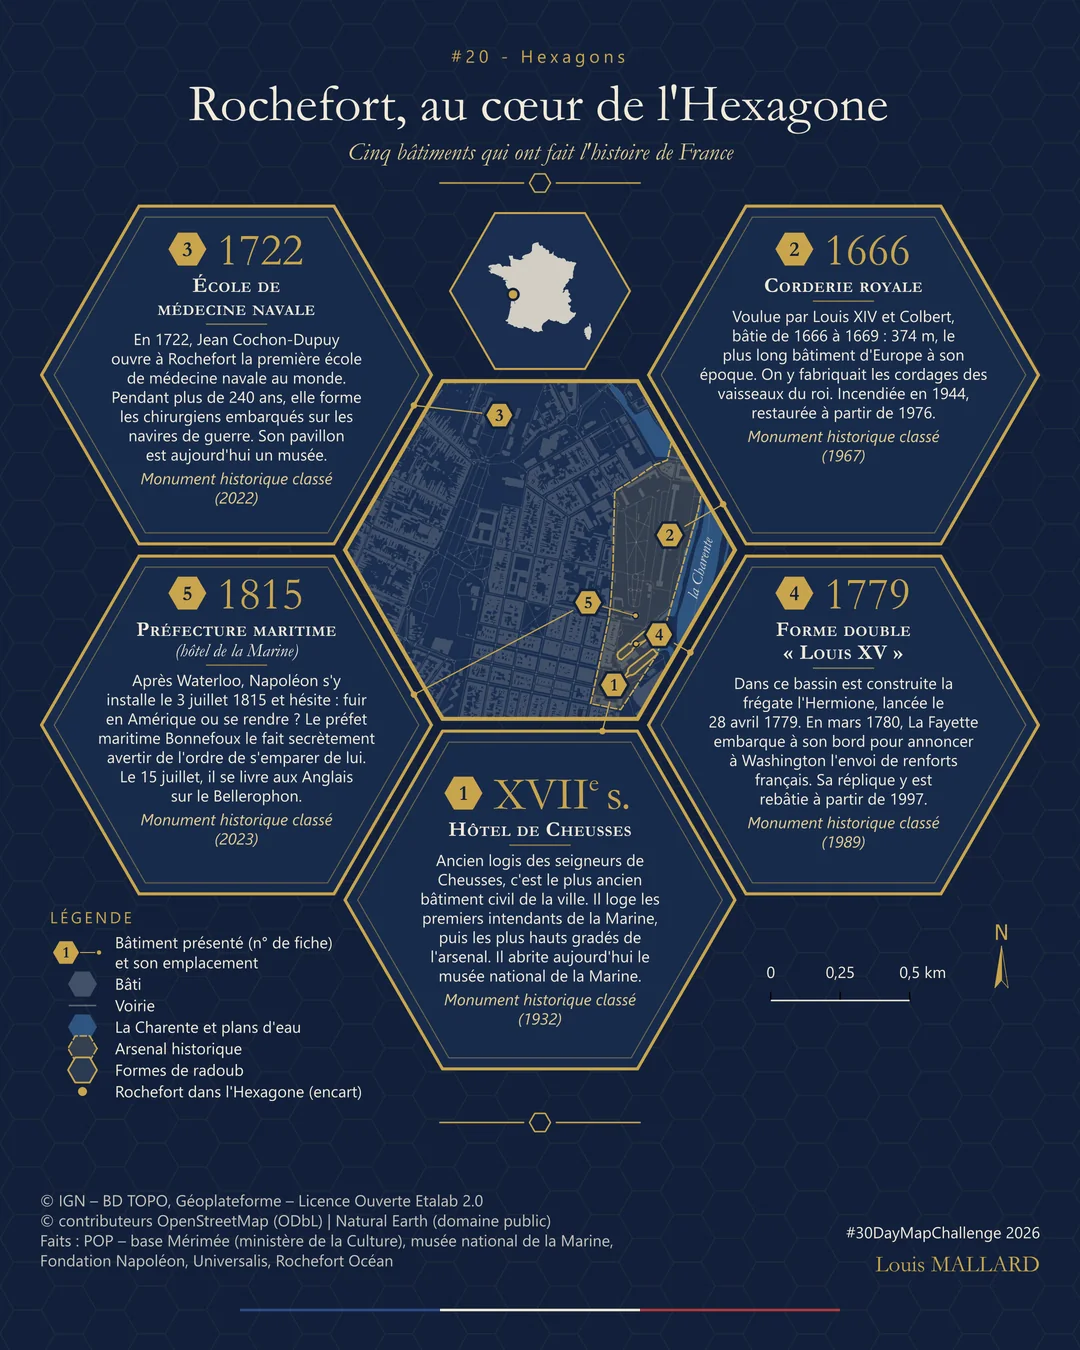 #20 - Hexagons
Rochefort, au cœur de l'Hexagone
Cinq bâtiments qui ont fait l'histoire de France
3 1722
École de
médecine navale
En 1722, Jean Cochon-Dupuy
ouvre à Rochefort la première école
de médecine navale au monde.
Pendant plus de 240 ans, elle forme
les chirurgiens embarqués sur les
navires de guerre. Son pavillon
est aujourd'hui un musée.
Monument historique classé
(2022)
2 1666
Corderie royale
Voulue par Louis XIV et Colbert,
bâtie de 1666 à 1669 : 374 m, le
plus long bâtiment d'Europe à son
époque. On y fabriquait les cordages des
vaisseaux du roi. Incendiée en 1944,
restaurée à partir de 1976.
Monument historique classé
(1967)
3
2
la Charente
5
4
1
5 1815
Préfecture maritime
(hôtel de la Marine)
Après Waterloo, Napoléon s'y
installe le 3 juillet 1815 et hésite : fuir
en Amérique ou se rendre ? Le préfet
maritime Bonnefoux le fait secrètement
avertir de l'ordre de s'emparer de lui.
Le 15 juillet, il se livre aux Anglais
sur le Bellerophon.
Monument historique classé
(2023)
4 1779
Forme double
« Louis XV »
Dans ce bassin est construite la
frégate l'Hermione, lancée le
28 avril 1779. En mars 1780, La Fayette
embarque à son bord pour annoncer
à Washington l'envoi de renforts
français. Sa réplique y est
rebâtie à partir de 1997.
Monument historique classé
(1989)
1 XVIIe s.
Hôtel de Cheusses
Ancien logis des seigneurs de
Cheusses, c'est le plus ancien
bâtiment civil de la ville. Il loge les
premiers intendants de la Marine,
puis les plus hauts gradés de
l'arsenal. Il abrite aujourd'hui le
musée national de la Marine.
Monument historique classé
(1932)
LÉGENDE
1 Bâtiment présenté (n° de fiche)
et son emplacement
Bâti
Voirie
La Charente et plans d'eau
Arsenal historique
Formes de radoub
Rochefort dans l'Hexagone (encart)
N
0 0,25 0,5 km
© IGN – BD TOPO, Géoplateforme – Licence Ouverte Etalab 2.0
© contributeurs OpenStreetMap (ODbL) | Natural Earth (domaine public)
Faits : POP – base Mérimée (ministère de la Culture), musée national de la Marine,
Fondation Napoléon, Universalis, Rochefort Océan
#30DayMapChallenge 2026
Louis MALLARD